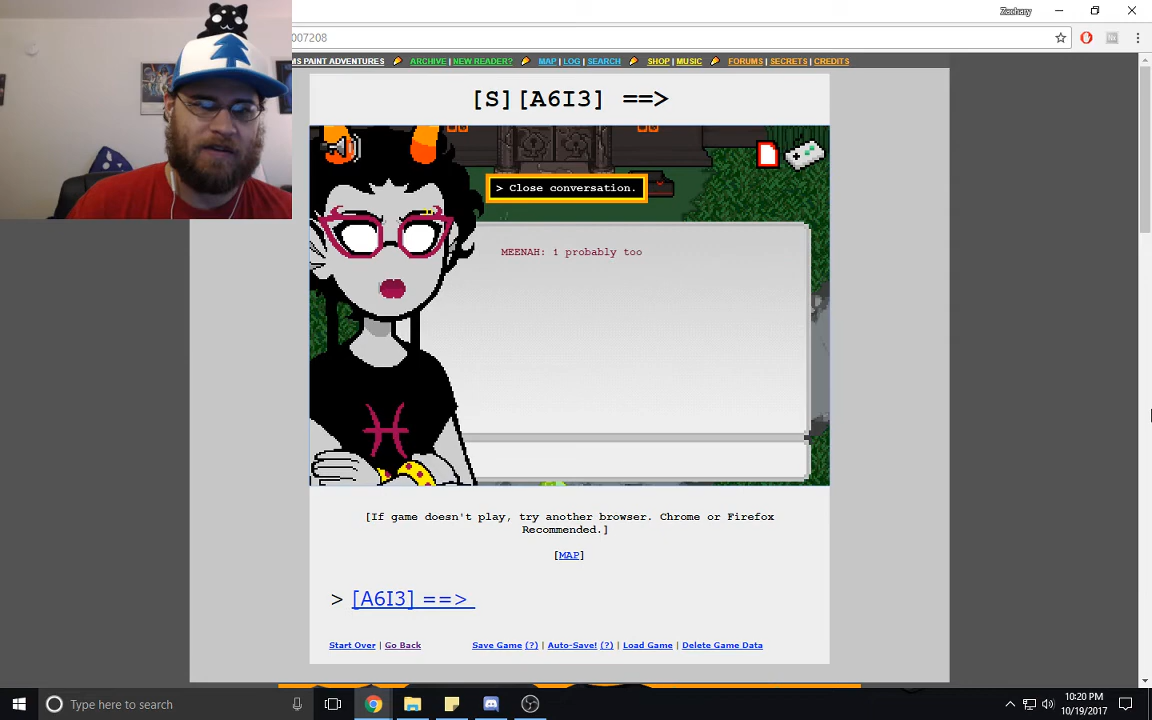 Zachary
007208
MS PAINT ADVENTURES ARCHIVE | NEW READER? MAP | LOG | SEARCH SHOP | MUSIC FORUMS | SECRETS | CREDITS
[S][A6I3] ==>
> Close conversation.
MEENAH: 1 probably too
[If game doesn't play, try another browser. Chrome or Firefox
Recommended.]
[MAP]
> [A6I3] ==>
Start Over | Go Back Save Game (?) | Auto-Save! (?) | Load Game | Delete Game Data
Type here to search
10:20 PM
10/19/2017